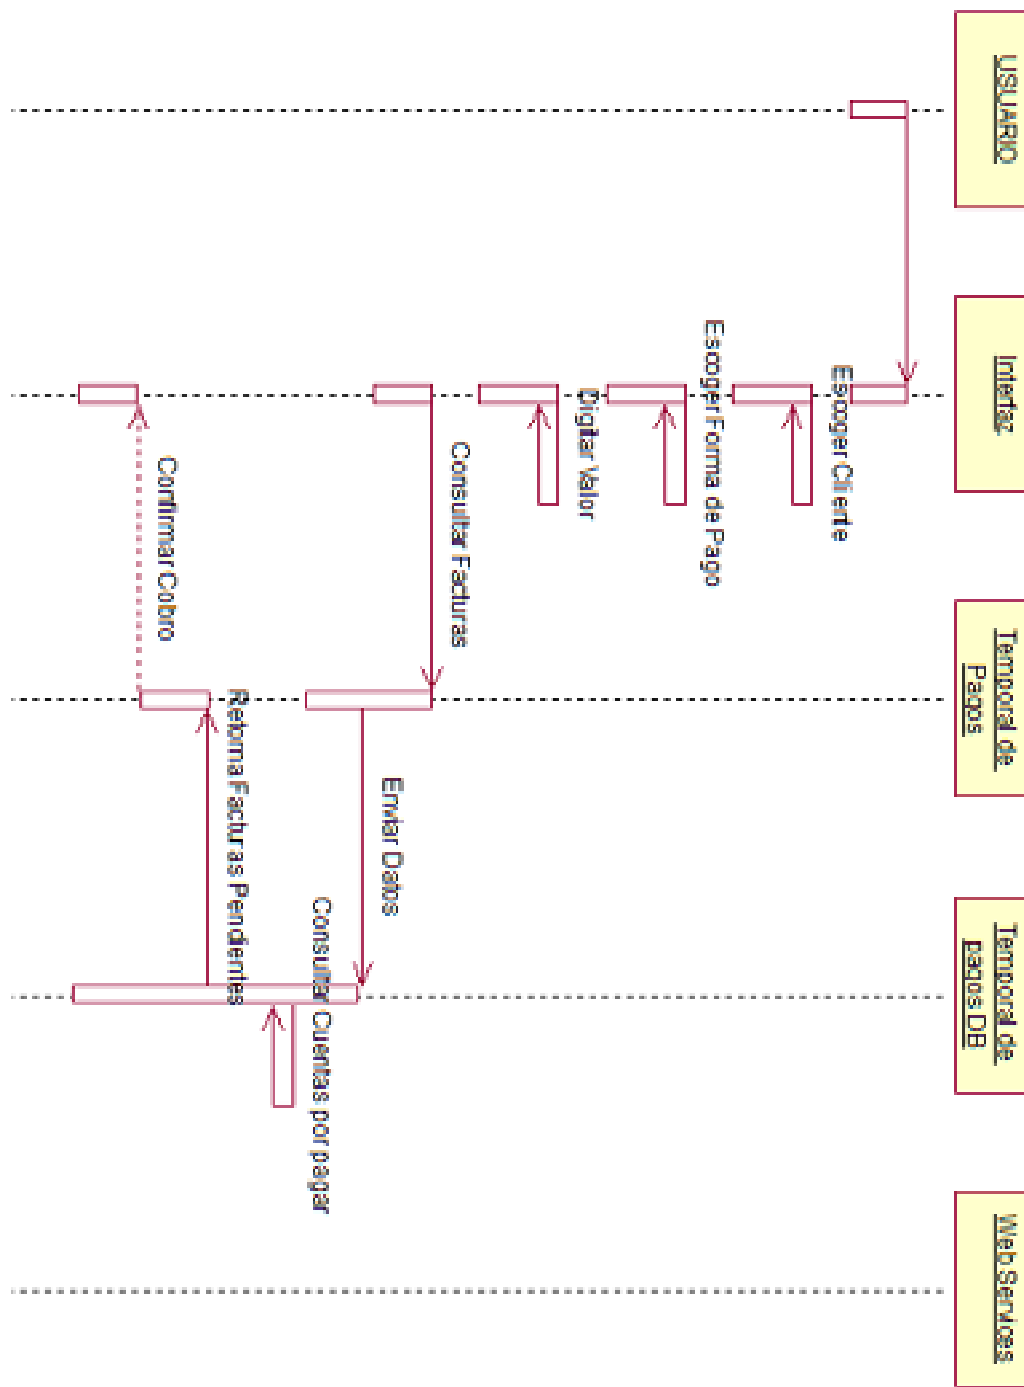 USUARIO
Interfaz
Temporal de
Pagos
Temporal de
pagos DB
Web Services
Escoger Cliente
Escoger Forma de Pago
Digitar Valor
Consultar Facturas
Enviar Datos
Consultar Cuentas por pagar
Retorna Facturas Pendientes
Confirmar Cobro